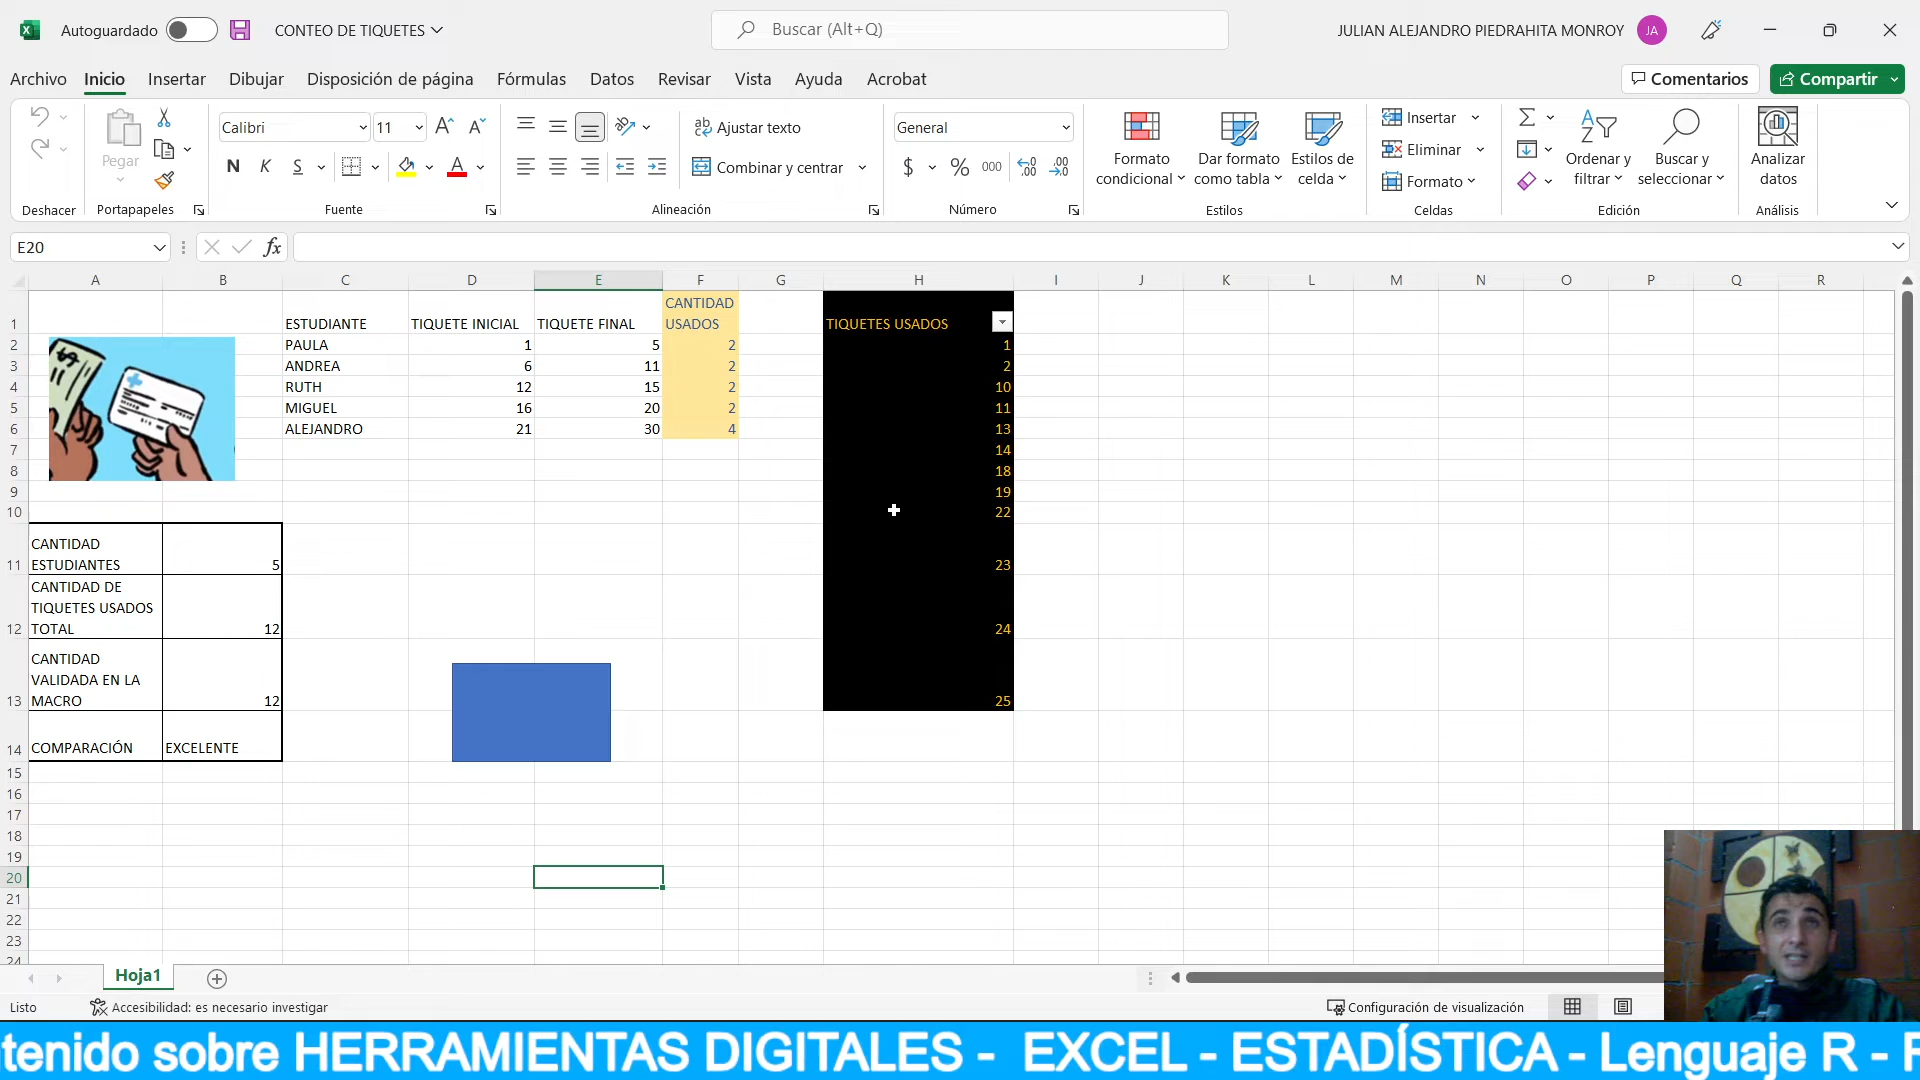 Autoguardado
CONTEO DE TIQUETES
Buscar (Alt+Q)
JULIAN ALEJANDRO PIEDRAHITA MONROY
JA
Archivo Inicio Insertar Dibujar Disposición de página Fórmulas Datos Revisar Vista Ayuda Acrobat
Comentarios
Compartir
Pegar
Deshacer
Portapapeles
Calibri
11
N K S
Fuente
Ajustar texto
Combinar y centrar
Alineación
General
$ % 000
Número
Formato condicional
Dar formato como tabla
Estilos de celda
Estilos
Insertar
Eliminar
Formato
Celdas
Ordenar y filtrar
Buscar y seleccionar
Edición
Analizar datos
Análisis
E20
fx
A B C D E F G H I J K L M N O P Q R
CANTIDAD
1 ESTUDIANTE TIQUETE INICIAL TIQUETE FINAL USADOS TIQUETES USADOS
2 PAULA 1 5 2 1
3 ANDREA 6 11 2 2
4 RUTH 12 15 2 10
5 MIGUEL 16 20 2 11
6 ALEJANDRO 21 30 4 13
7 14
8 18
9 19
10 22
CANTIDAD
11 ESTUDIANTES 5 23
CANTIDAD DE
TIQUETES USADOS
12 TOTAL 12 24
CANTIDAD
VALIDADA EN LA
13 MACRO 12 25
14 COMPARACIÓN EXCELENTE
15
16
17
18
19
20
21
22
23
24
Hoja1
Listo
Accesibilidad: es necesario investigar
Configuración de visualización
tenido sobre HERRAMIENTAS DIGITALES - EXCEL - ESTADÍSTICA - Lenguaje R -